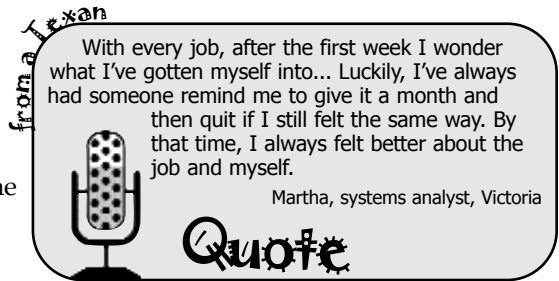 from a Texan
With every job, after the first week I wonder
what I've gotten myself into... Luckily, I've always
had someone remind me to give it a month and
then quit if I still felt the same way. By
that time, I always felt better about the
job and myself.
Martha, systems analyst, Victoria
Quote